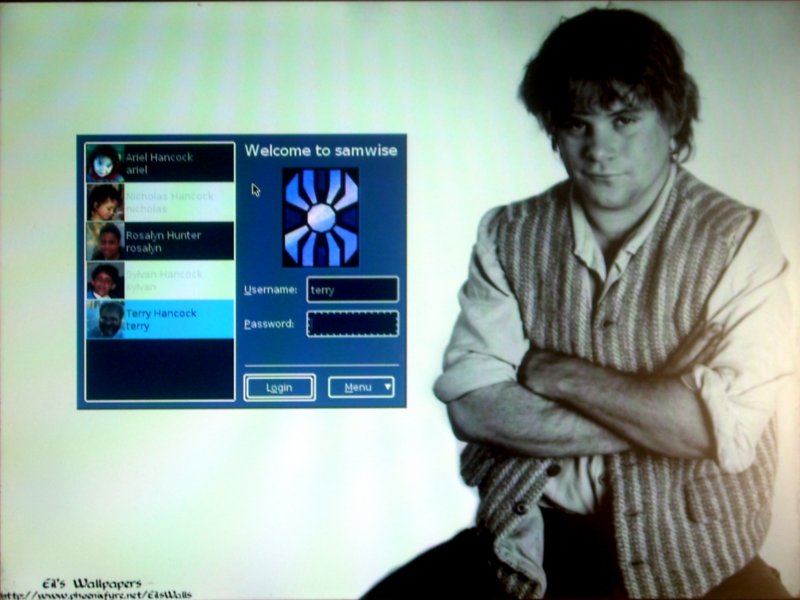 Welcome to samwise
Ariel Hancock
ariel
Nicholas Hancock
nicholas
Rosalyn Hunter
rosalyn
Sylvan Hancock
sylvan
Terry Hancock
terry
Username: terry
Password:
Login
Menu
Ed's Wallpapers
http://www.phoenixfyre.net/EdsWalls